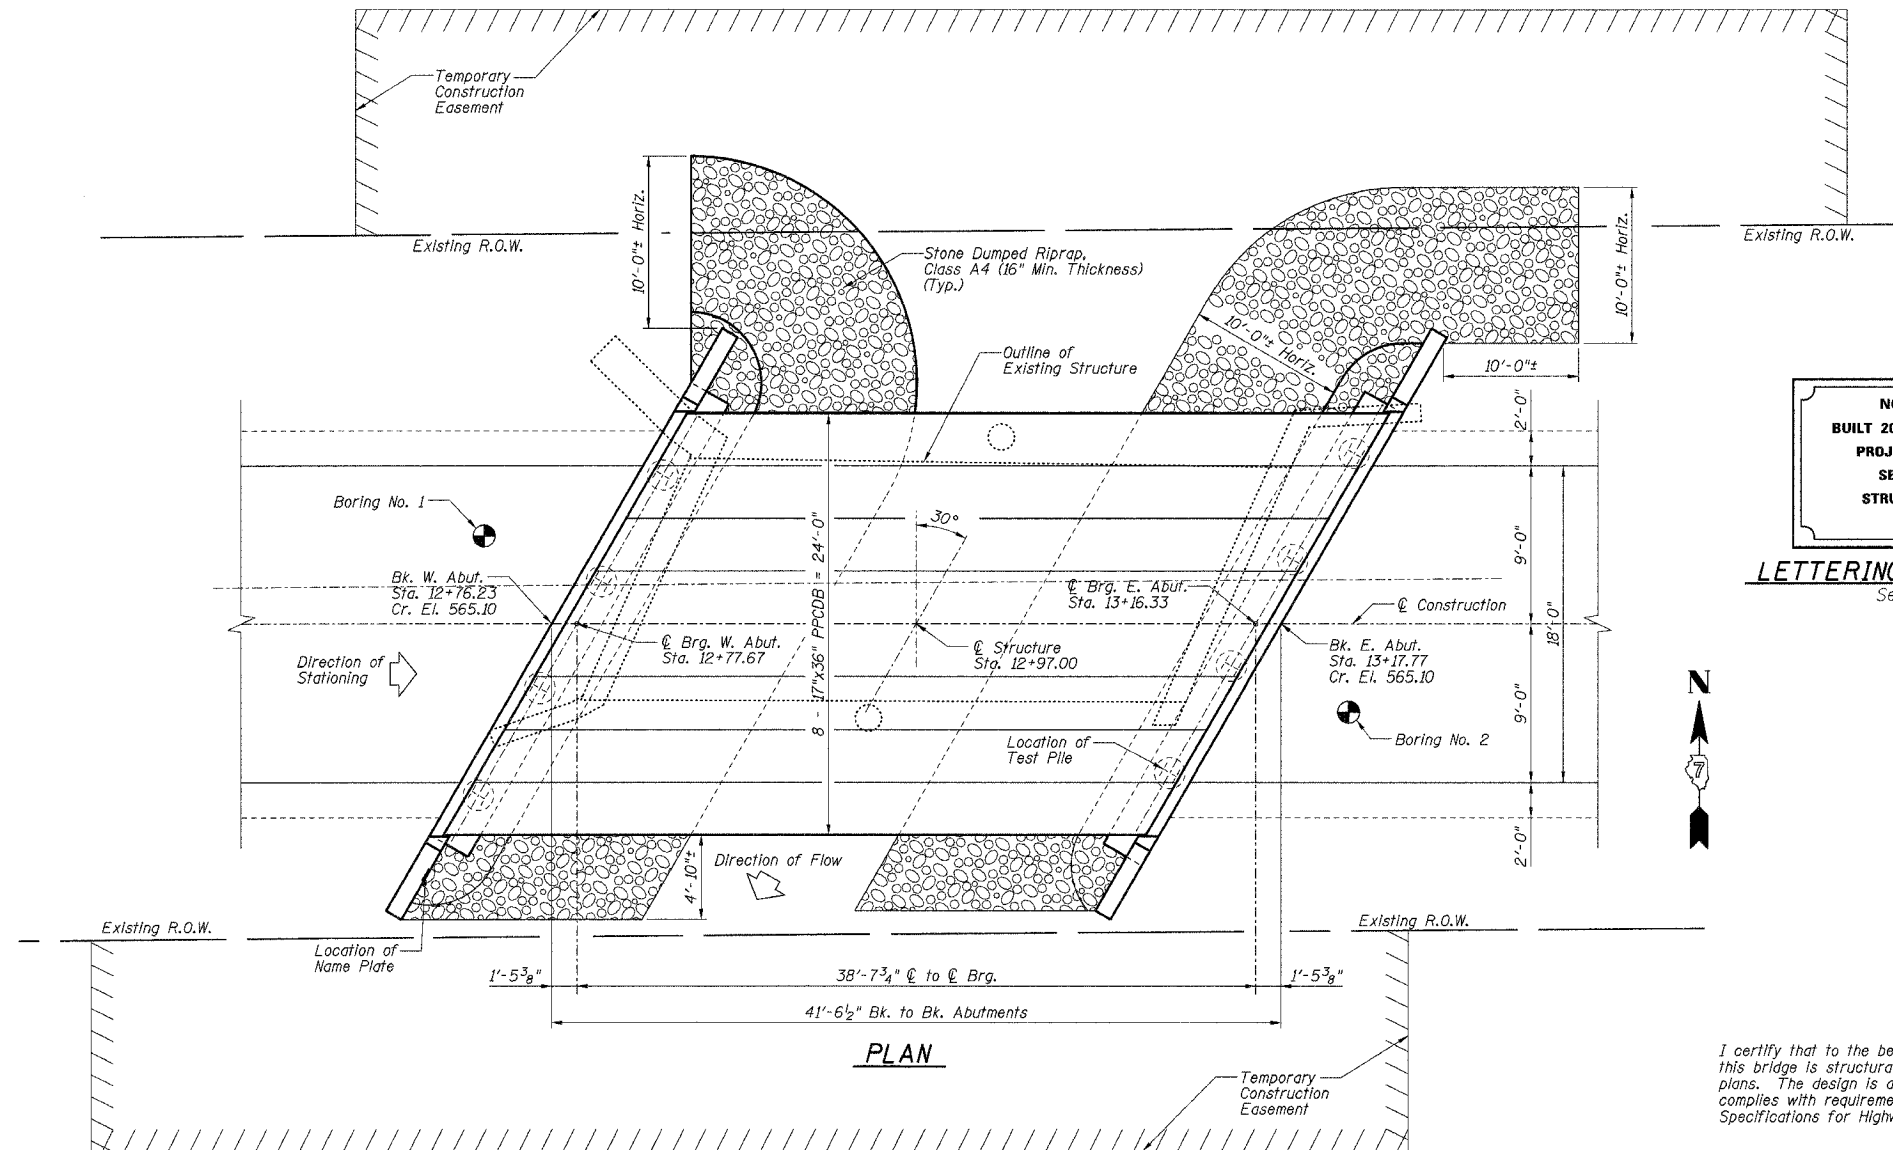 Temporary
Construction
Easement
Existing R.O.W.
10'-0"± Horiz.
Stone Dumped Riprap,
Class A4 (16" Min. Thickness)
(Typ.)
10'-0"± Horiz.
Existing R.O.W.
10'-0"± Horiz.
10'-0"±
Outline of
Existing Structure
2'-0"
Boring No. 1
30°
9'-0"
8 - 17"x36" PPCDB = 24'-0"
Bk. W. Abut.
Sta. 12+76.23
Cr. El. 565.10
℄ Brg. E. Abut.
Sta. 13+16.33
℄ Construction
18'-0"
℄ Brg. W. Abut.
Sta. 12+77.67
℄ Structure
Sta. 12+97.00
Bk. E. Abut.
Sta. 13+17.77
Cr. El. 565.10
Direction of
Stationing
9'-0"
Location of
Test Pile
Boring No. 2
N
7
2'-0"
Direction of Flow
4'-10"±
Existing R.O.W.
Existing R.O.W.
Location of
Name Plate
1'-5⅜"
38'-7¾" ℄ to ℄ Brg.
1'-5⅜"
41'-6½" Bk. to Bk. Abutments
PLAN
Temporary
Construction
Easement
BUILT 20
PROJ
SE
STRU
LETTERING
Se
I certify that to the be
this bridge is structura
plans. The design is
complies with requireme
Specifications for High